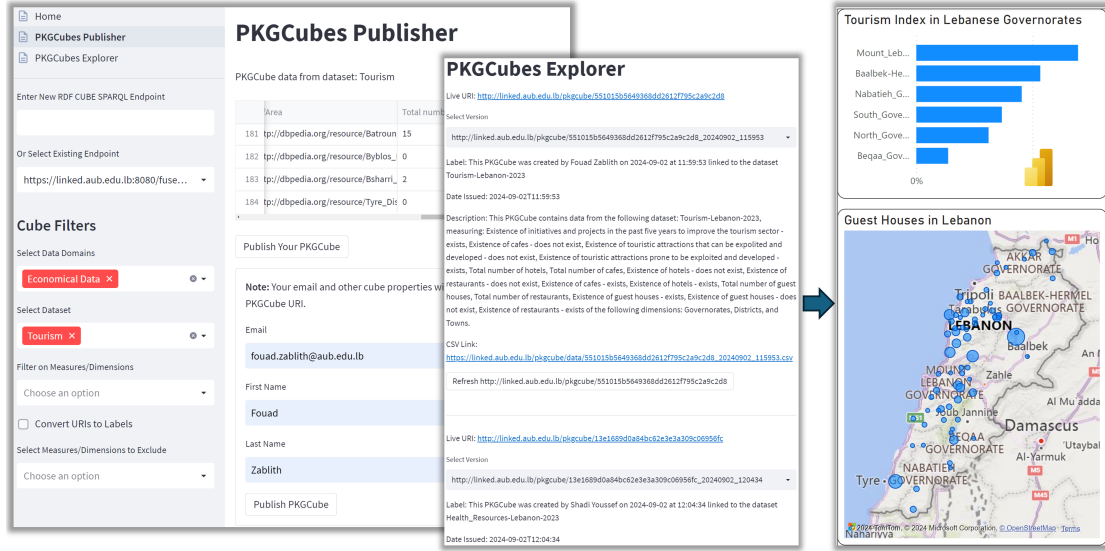 Home
PKGCubes Publisher
PKGCubes Explorer
Enter New RDF CUBE SPARQL Endpoint
Or Select Existing Endpoint
https://linked.aub.edu.lb:8080/fuse...
Cube Filters
Select Data Domains
Economical Data ×
Select Dataset
Tourism ×
Filter on Measures/Dimensions
Choose an option
Convert URIs to Labels
Select Measures/Dimensions to Exclude
Choose an option
PKGCubes Publisher
PKGCube data from dataset: Tourism
Area Total numb
181 tp://dbpedia.org/resource/Batroun 15
182 tp://dbpedia.org/resource/Byblos_ 0
183 tp://dbpedia.org/resource/Bsharri_ 2
184 tp://dbpedia.org/resource/Tyre_Dis 0
Publish Your PKGCube
Note: Your email and other cube properties wi
PKGCube URI.
Email
fouad.zablith@aub.edu.lb
First Name
Fouad
Last Name
Zablith
Publish PKGCube
PKGCubes Explorer
Live URI: http://linked.aub.edu.lb/pkgcube/551015b5649368dd2612f795c2a9c2d8
Select Version
http://linked.aub.edu.lb/pkgcube/551015b5649368dd2612f795c2a9c2d8_20240902_115953
Label: This PKGCube was created by Fouad Zablith on 2024-09-02 at 11:59:53 linked to the dataset
Tourism-Lebanon-2023
Date Issued: 2024-09-02T11:59:53
Description: This PKGCube contains data from the following dataset: Tourism-Lebanon-2023,
measuring: Existence of initiatives and projects in the past five years to improve the tourism sector -
exists, Existence of cafes - does not exist, Existence of touristic attractions that can be expolited and
developed - does not exist, Existence of touristic attractions prone to be exploited and developed -
exists, Total number of hotels, Total number of cafes, Existence of hotels - does not exist, Existence of
restaurants - does not exist, Existence of cafes - exists, Existence of hotels - exists, Total number of guest
houses, Total number of restaurants, Existence of guest houses - exists, Existence of guest houses - does
not exist, Existence of restaurants - exists of the following dimensions: Governorates, Districts, and
Towns.
CSV Link:
https://linked.aub.edu.lb/pkgcube/data/551015b5649368dd2612f795c2a9c2d8_20240902_115953.csv
Refresh http://linked.aub.edu.lb/pkgcube/551015b5649368dd2612f795c2a9c2d8
Live URI: http://linked.aub.edu.lb/pkgcube/13e1689d0a84bc62e3e3a309c06956fc
Select Version
http://linked.aub.edu.lb/pkgcube/13e1689d0a84bc62e3e3a309c06956fc_20240902_120434
Label: This PKGCube was created by Shadi Youssef on 2024-09-02 at 12:04:34 linked to the dataset
Health_Resources-Lebanon-2023
Date Issued: 2024-09-02T12:04:34
Tourism Index in Lebanese Governorates
Mount_Leb...
Baalbek-He...
Nabatieh_G...
South_Gove...
North_Gove...
Beqaa_Gov...
0%
Guest Houses in Lebanon
M1
Ho
AKKAR
GOVERNORATE
Tripoli
Tarabulus
BAALBEK-HERMEL
GOVERNORATE
LEBANON
Baalbek
An
MOUNT
LEBANON
GOVERNORATE
Zahle
Al Mu'adda
Joub Jannine
Damascus
BEQAA
GOVERNORATE
'Utaybal
Al-Yarmuk
NABATIEH
GOVERNORATE
Tyre
M5
M45
Nahariyya
© 2024 TomTom, © 2024 Microsoft Corporation, © OpenStreetMap Terms